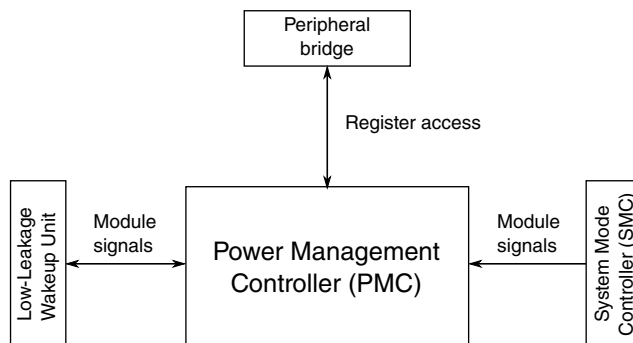 Peripheral
bridge
Register access
Low-Leakage
Wakeup Unit
Module
signals
Power Management
Controller (PMC)
Module
signals
System Mode
Controller (SMC)